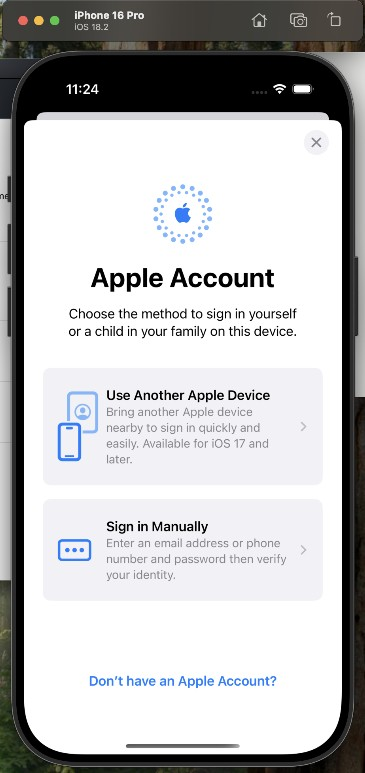 iPhone 16 Pro
iOS 18.2
11:24
Apple Account
Choose the method to sign in yourself
or a child in your family on this device.
Use Another Apple Device
Bring another Apple device
nearby to sign in quickly and
easily. Available for iOS 17 and
later.
Sign in Manually
Enter an email address or phone
number and password then verify
your identity.
Don’t have an Apple Account?